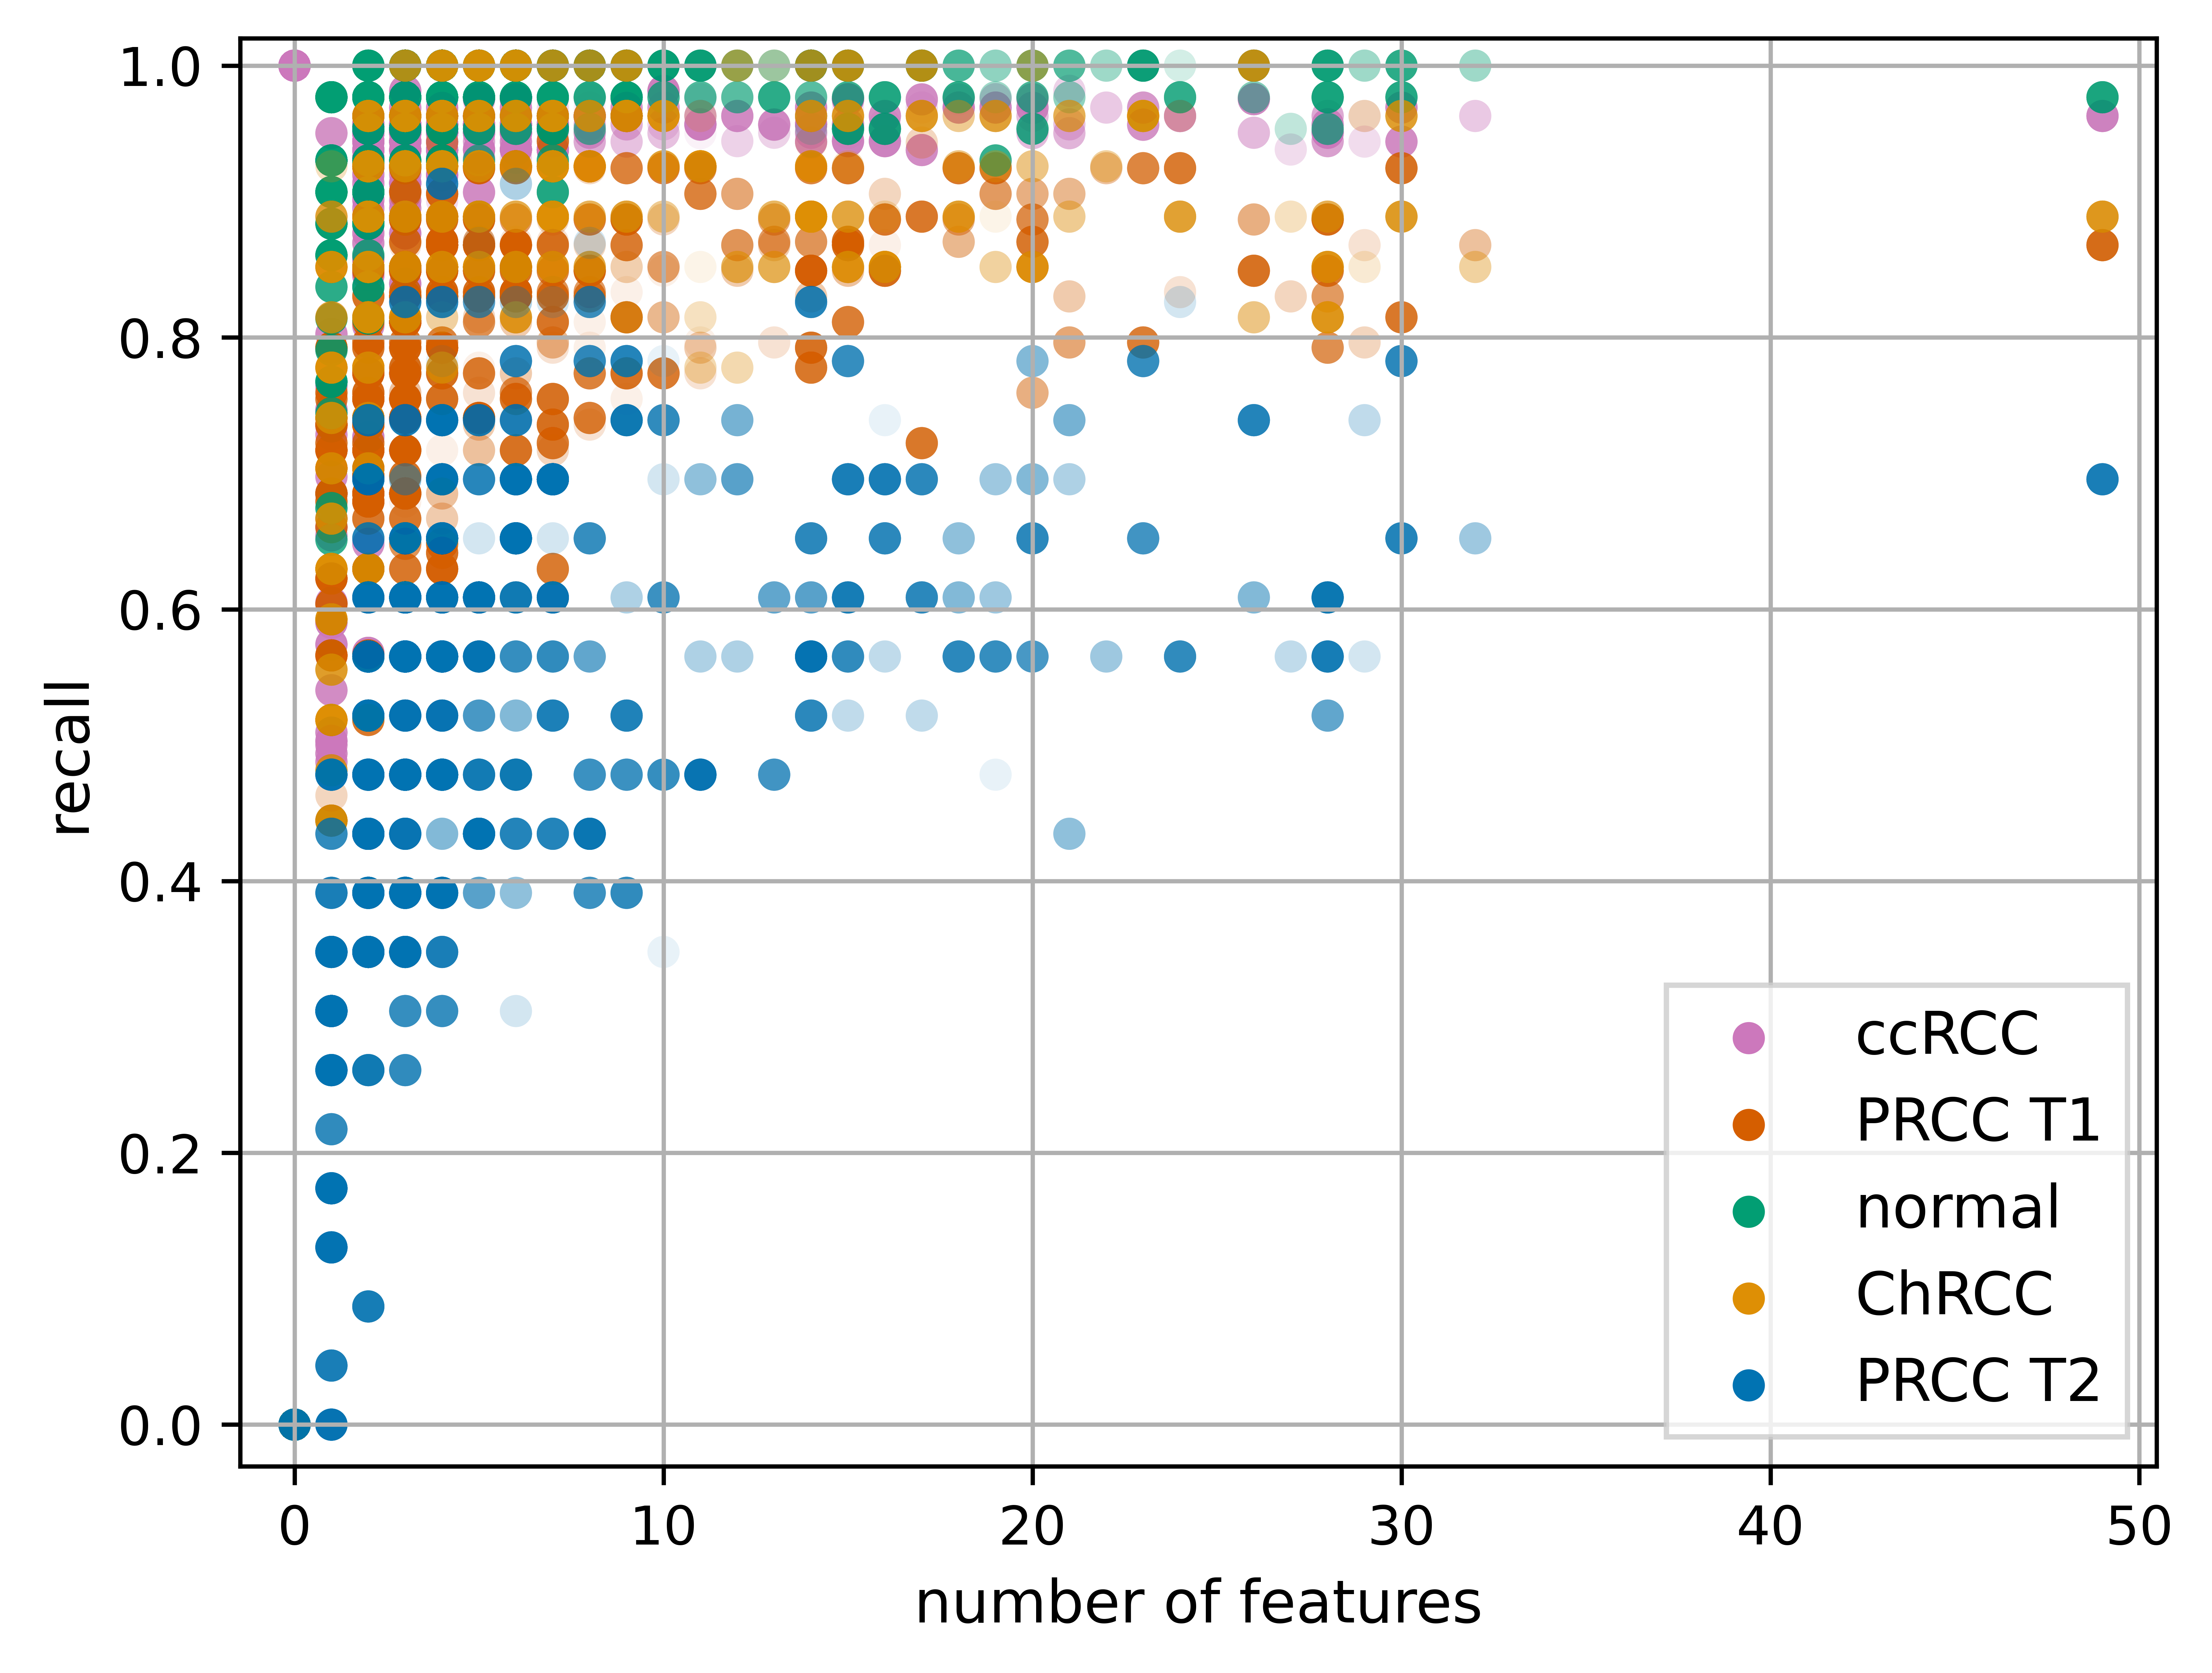 1.0
0.8
0.6
0.4
0.2
0.0
recall
0 10 20 30 40 50
number of features
ccRCC
PRCC T1
normal
ChRCC
PRCC T2